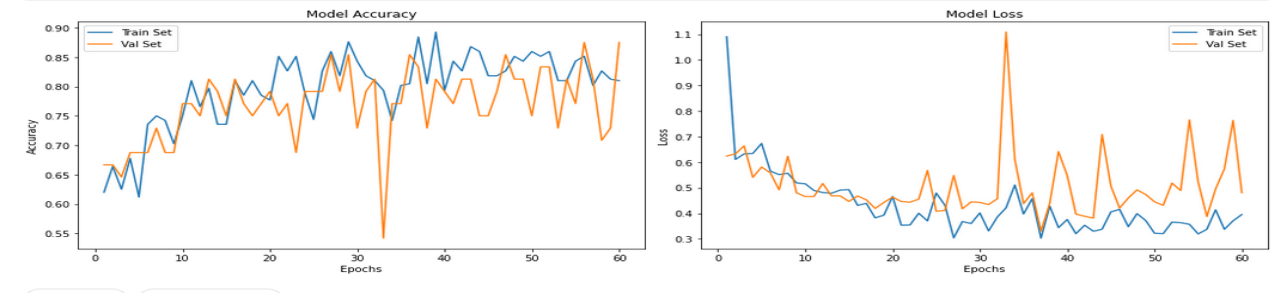 Model Accuracy
Train Set
Val Set
0.90
0.85
0.80
0.75
0.70
0.65
0.60
0.55
Accuracy
0 10 20 30 40 50 60
Epochs
Model Loss
Train Set
Val Set
1.1
1.0
0.9
0.8
0.7
0.6
0.5
0.4
0.3
Loss
0 10 20 30 40 50 60
Epochs